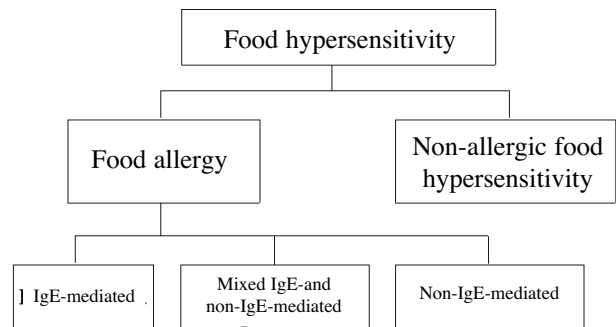 Food hypersensitivity
Food allergy
Non-allergic food
hypersensitivity
] IgE-mediated .
Mixed IgE-and
non-IgE-mediated
Non-IgE-mediated